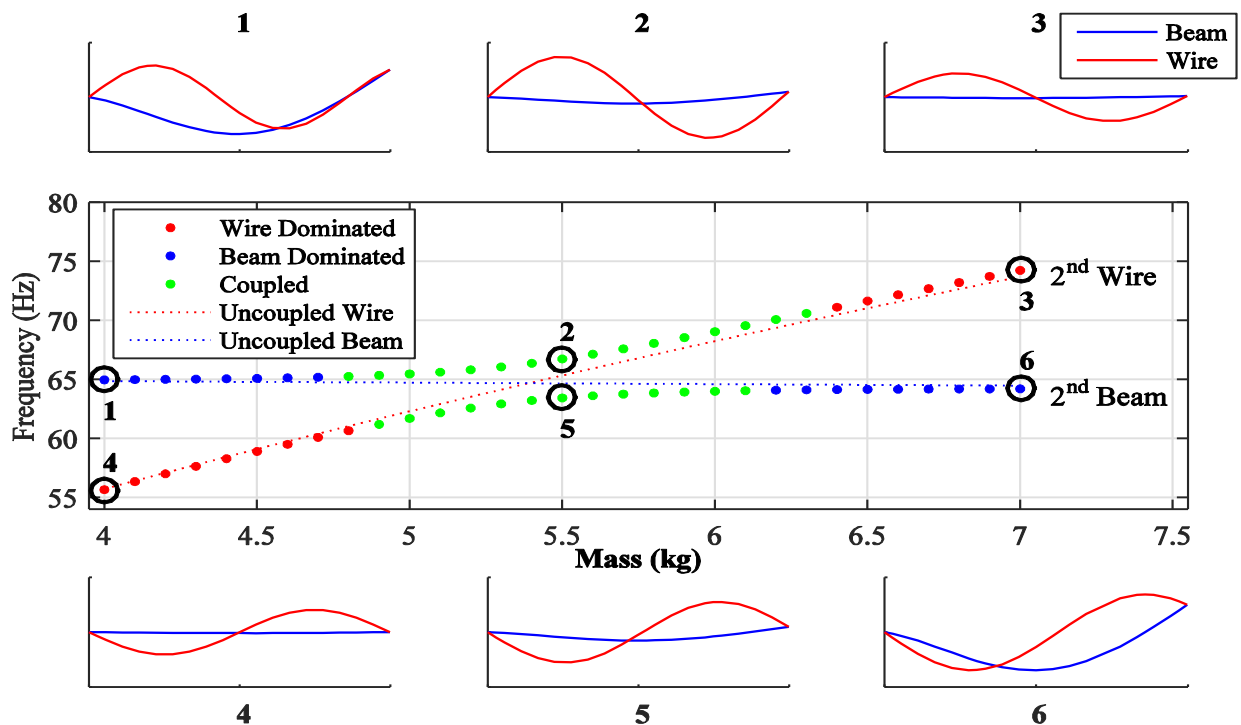 1
2
3
Beam
Wire
80
75
70
65
60
55
Frequency (Hz)
Wire Dominated
Beam Dominated
Coupled
Uncoupled Wire
Uncoupled Beam
1
4
2
5
3
6
2nd Wire
2nd Beam
4
4.5
5
5.5
6
6.5
7
7.5
Mass (kg)
4
5
6